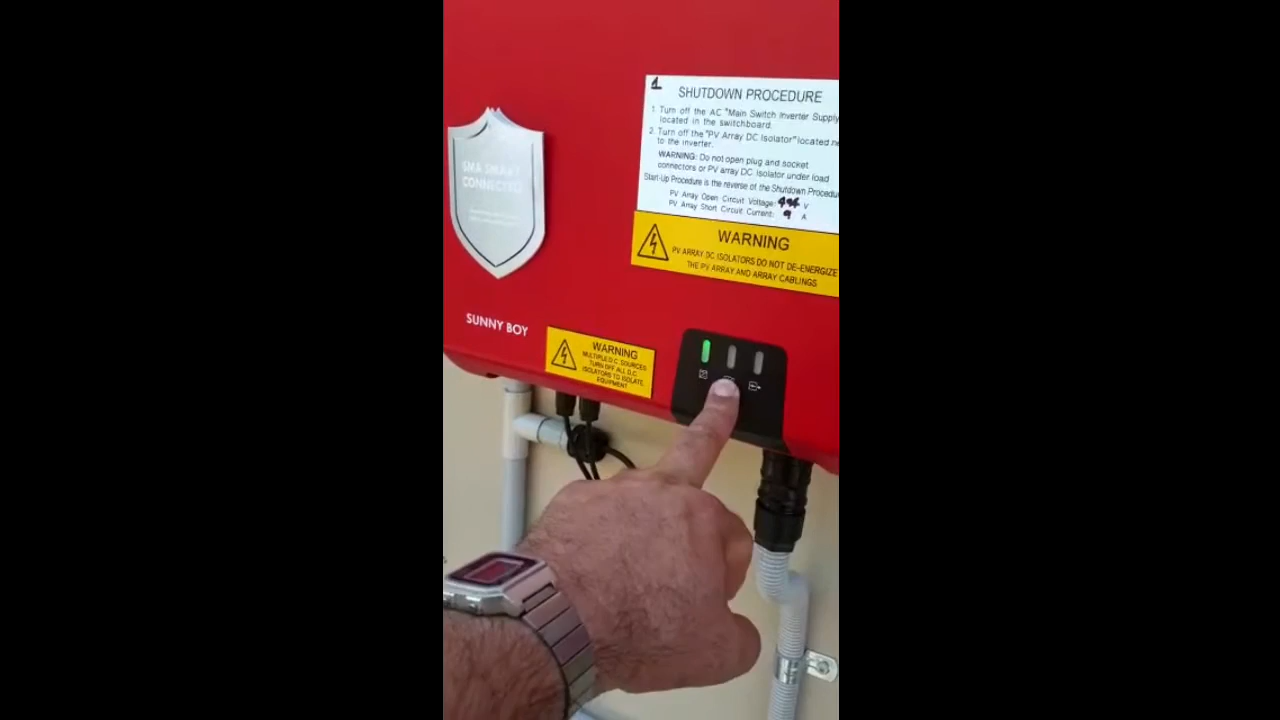 SHUTDOWN PROCEDURE
1. Turn off the AC "Main Switch Inverter Supply
located in the switchboard.
2. Turn off the "PV Array DC Isolator" located
to the inverter.
WARNING: Do not open plug and socket
connectors or PV array DC Isolator under load
Start-Up Procedure is the reverse of the Shutdown
PV Array Open Circuit Voltage: V
PV Array Short Circuit Current: 9 A
WARNING
PV ARRAY DC ISOLATORS DO NOT DE-ENERGIZE
THE PV ARRAY AND ARRAY CABLINGS
SMA SMART
CONNECTED
SUNNY BOY
WARNING
MULTIPLE D.C. SOURCES
TURN OFF ALL D.C.
ISOLATORS TO ISOLATE
EQUIPMENT